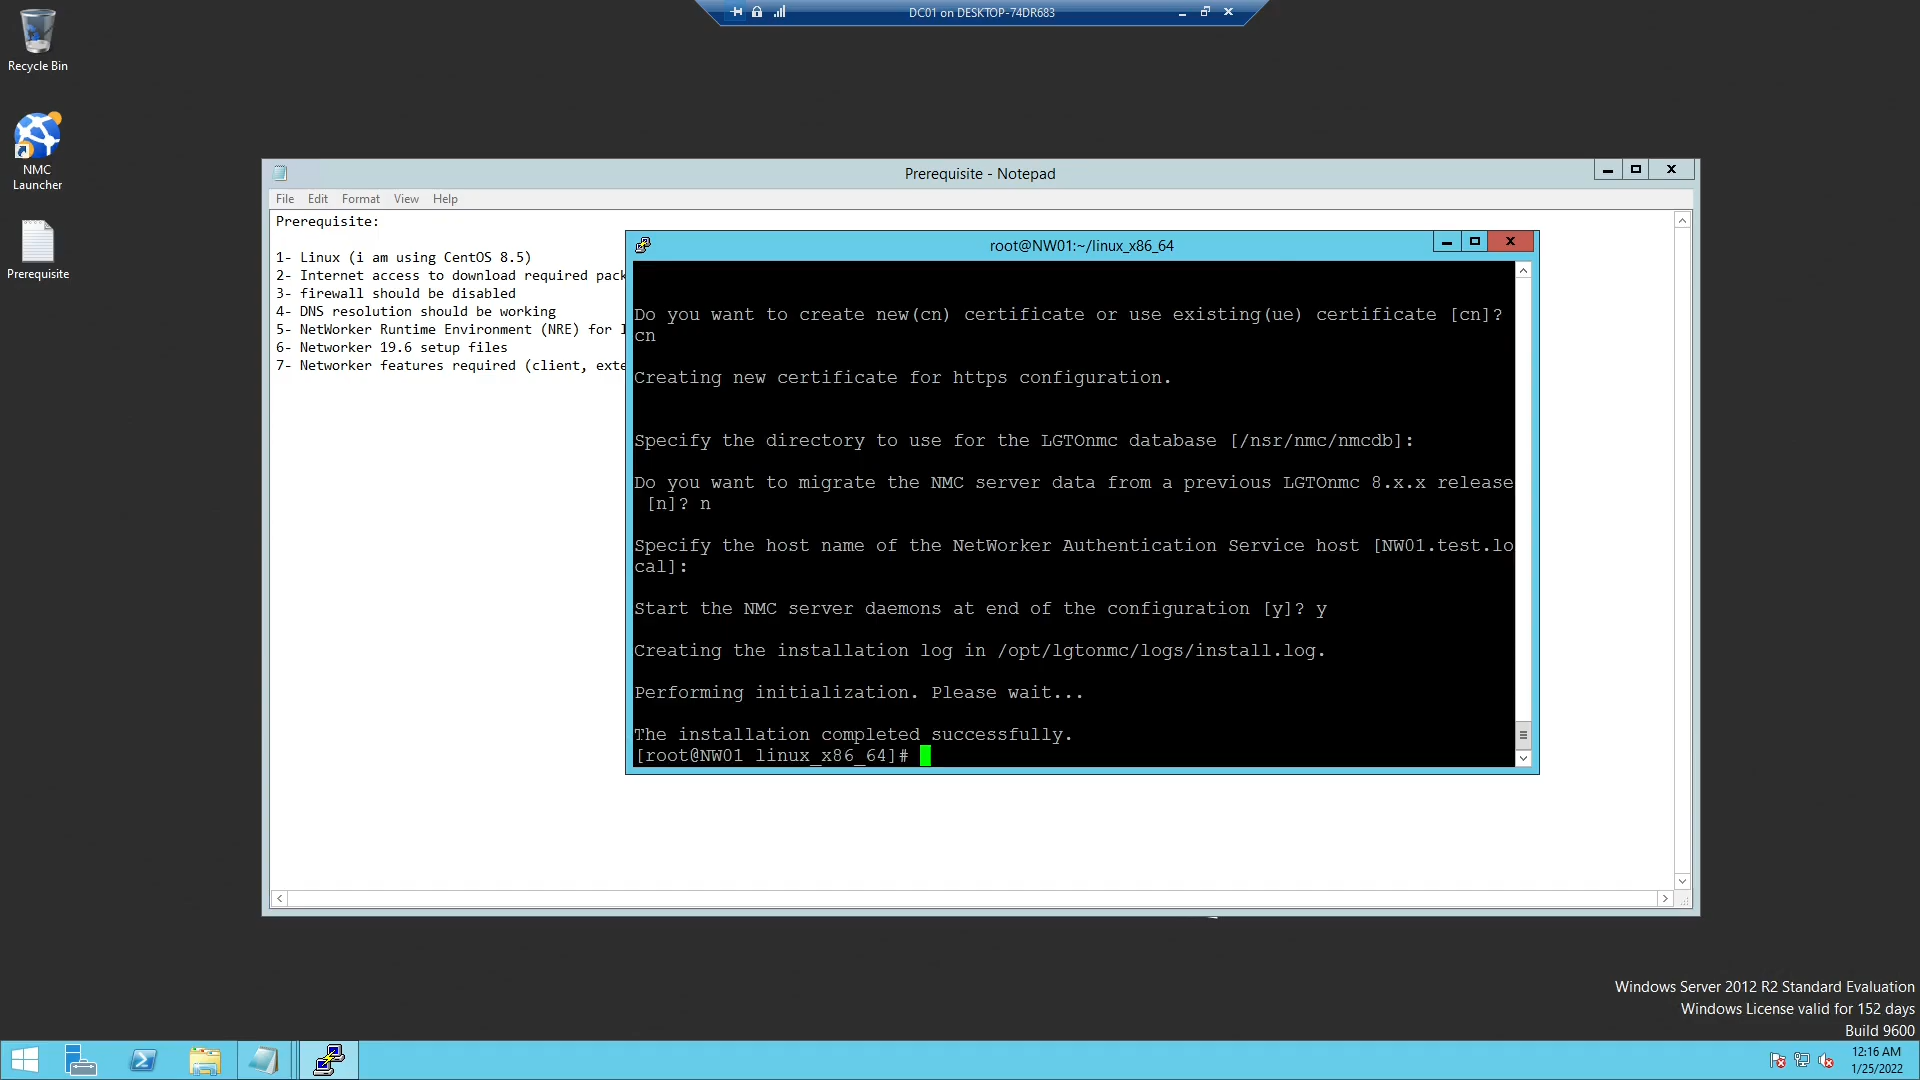 DC01 on DESKTOP-74DR683
Recycle Bin
NMC
Launcher
Prerequisite
Prerequisite - Notepad
File Edit Format View Help
Prerequisite:
1- Linux (i am using CentOS 8.5)
2- Internet access to download required pack
3- firewall should be disabled
4- DNS resolution should be working
5- NetWorker Runtime Environment (NRE) for
6- Networker 19.6 setup files
7- Networker features required (client, exte
root@NW01:~/linux_x86_64
Do you want to create new(cn) certificate or use existing(ue) certificate [cn]?
cn
Creating new certificate for https configuration.
Specify the directory to use for the LGTOnmc database [/nsr/nmc/nmcdb]:
Do you want to migrate the NMC server data from a previous LGTOnmc 8.x.x release
[n]? n
Specify the host name of the NetWorker Authentication Service host [NW01.test.lo
cal]:
Start the NMC server daemons at end of the configuration [y]? y
Creating the installation log in /opt/lgtonmc/logs/install.log.
Performing initialization. Please wait...
The installation completed successfully.
[root@NW01 linux_x86_64]#
Windows Server 2012 R2 Standard Evaluation
Windows License valid for 152 days
Build 9600
12:16 AM
1/25/2022